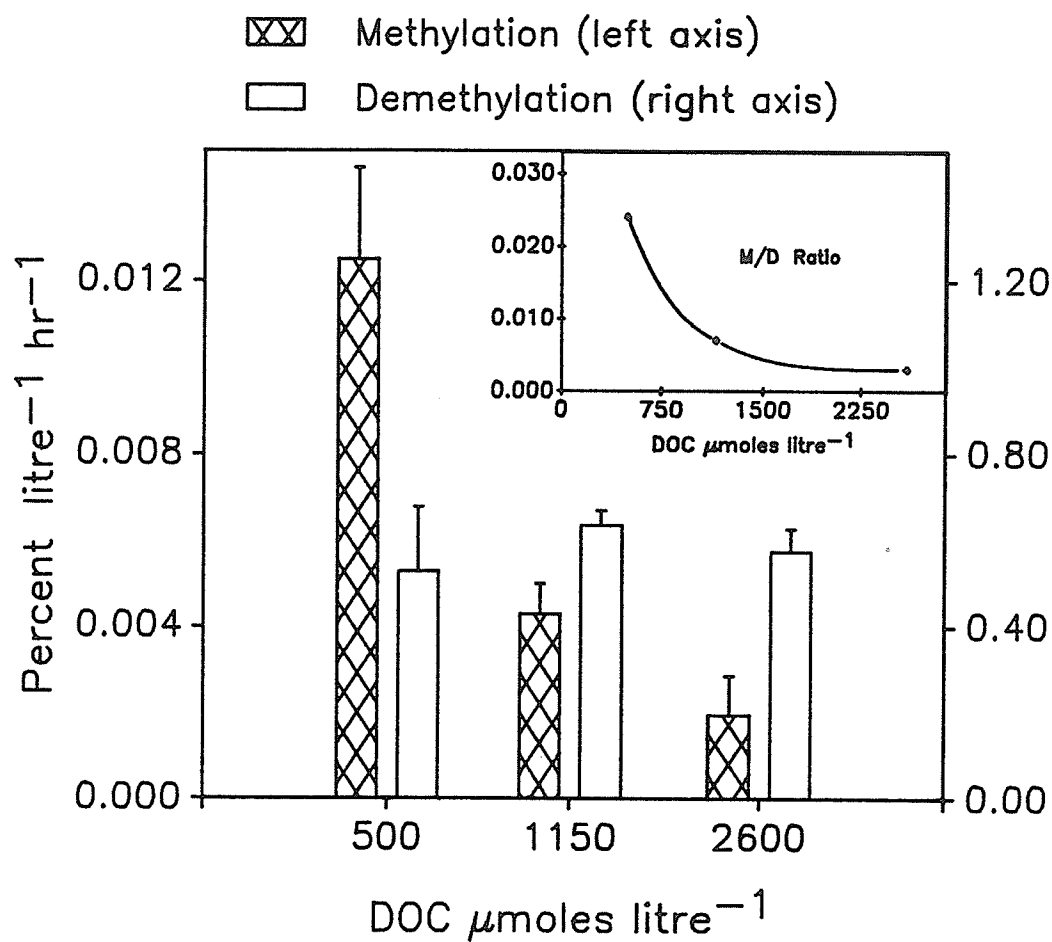 Methylation (left axis)
Demethylation (right axis)
Percent litre⁻¹ hr⁻¹
0.012
0.008
0.004
0.000
1.20
0.80
0.40
0.00
0.030
0.020
0.010
0.000
M/D Ratio
0 750 1500 2250
DOC μmoles litre⁻¹
500 1150 2600
DOC μmoles litre⁻¹